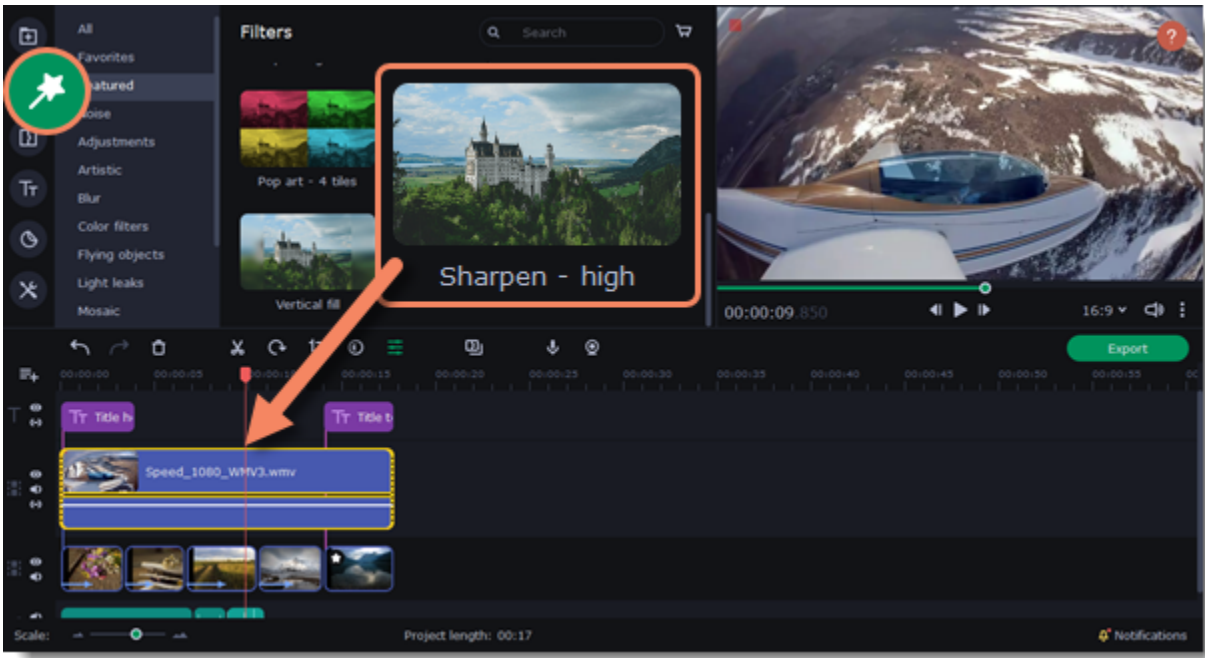 All
Favorites
Featured
Noise
Adjustments
Artistic
Blur
Color filters
Flying objects
Light leaks
Mosaic
Filters
Search
Pop art - 4 tiles
Vertical fill
Sharpen - high
?
00:00:09.850
16:9
Export
00:00:00
00:00:05
00:00:10
00:00:15
00:00:20
00:00:25
00:00:30
00:00:35
00:00:40
00:00:45
00:00:50
00:00:55
Title h
Title t
Speed_1080_WMV3.wmv
Scale:
Project length: 00:17
Notifications